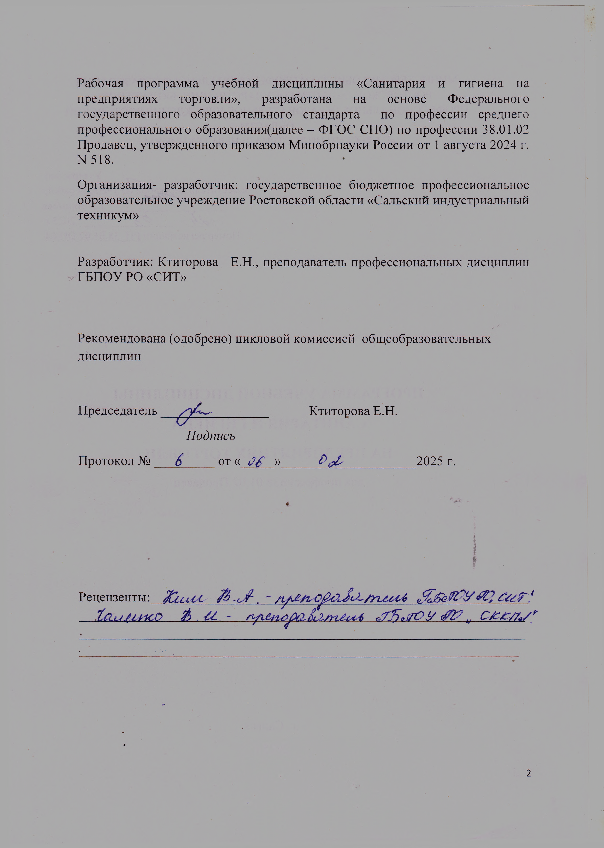 Рабочая программа учебной дисциплины «Санитария и гигиена на
предприятиях торговли», разработана на основе Федерального
государственного образовательного стандарта по профессии среднего
профессионального образования(далее – ФГОС СПО) по профессии 38.01.02
Продавец, утвержденного приказом Минобрнауки России от 1 августа 2024 г.
N 518.
Организация- разработчик: государственное бюджетное профессиональное
образовательное учреждение Ростовской области «Сальский индустриальный
техникум»
Разработчик: Ктиторова Е.Н., преподаватель профессиональных дисциплин
ГБПОУ РО «СИТ»
Рекомендована (одобрено) цикловой комиссией общеобразовательных
дисциплин
Председатель Ктиторова Е.Н.
Подпись
Протокол № 6 от « 06 » 02 2025 г.
Рецензенты: Ким В.А. - преподаватель ГБПОУ РО „СИТ"
В И - преподаватель ГБПОУ РО
2